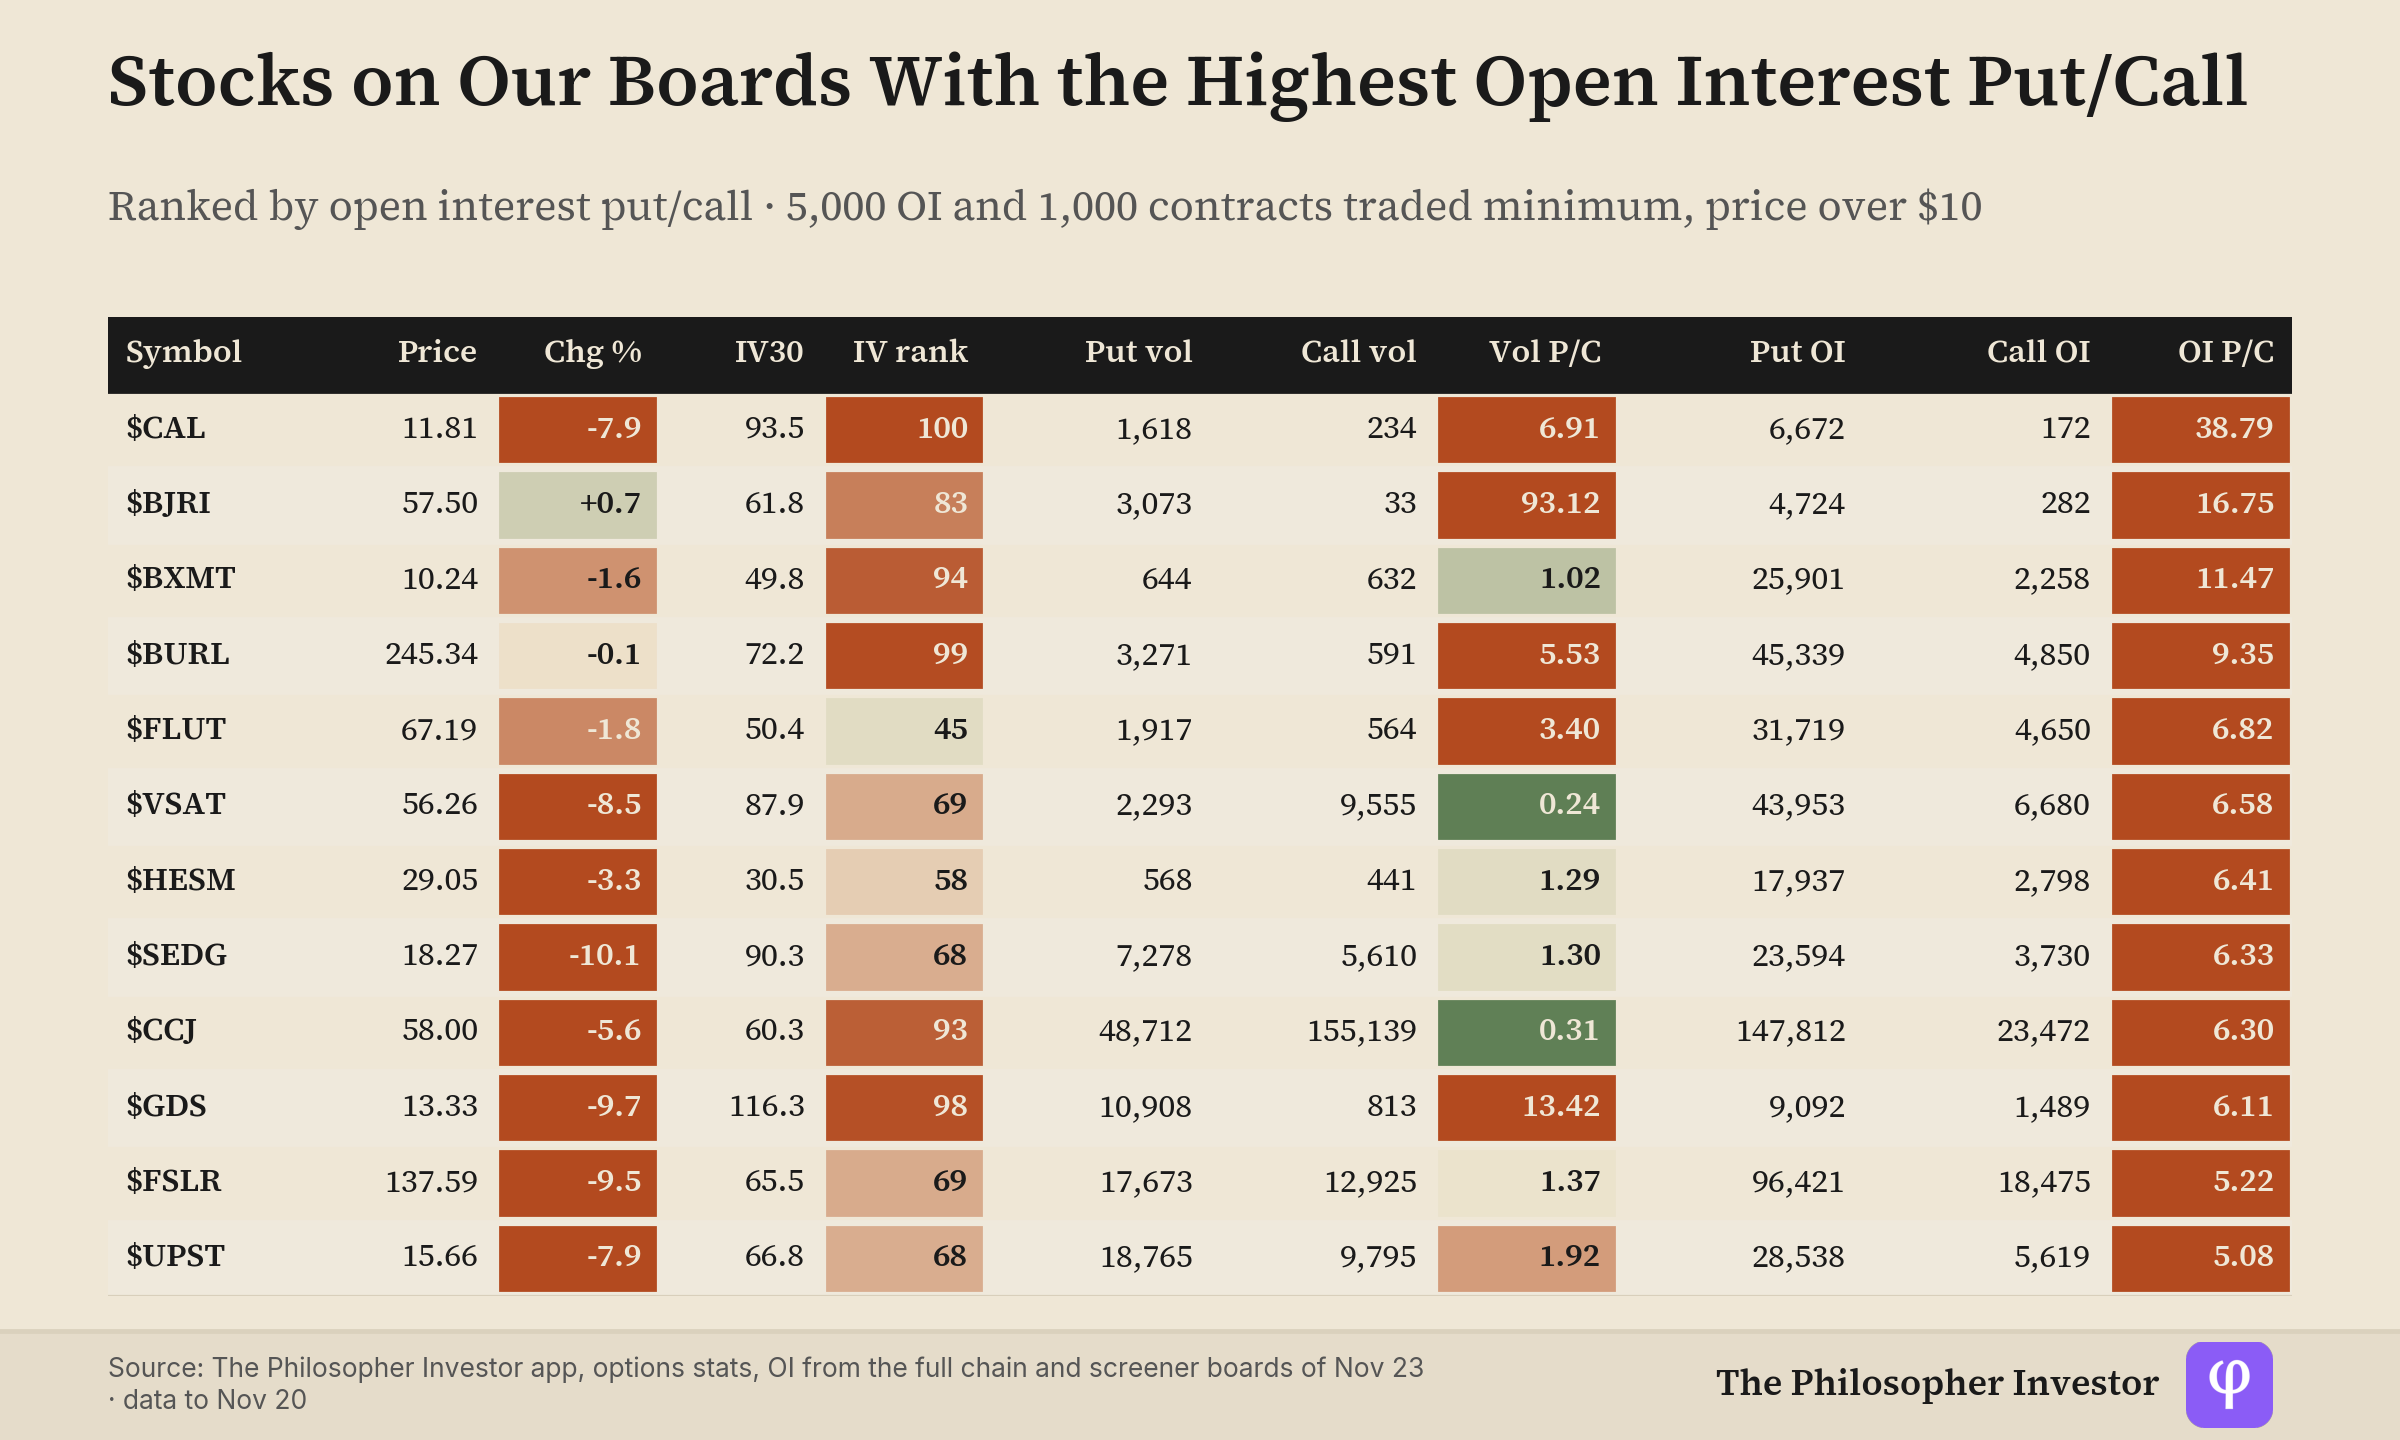 Stocks on Our Boards With the Highest Open Interest Put/Call
Ranked by open interest put/call · 5,000 OI and 1,000 contracts traded minimum, price over $10
Symbol Price Chg % IV30 IV rank Put vol Call vol Vol P/C Put OI Call OI OI P/C
$CAL 11.81 -7.9 93.5 100 1,618 234 6.91 6,672 172 38.79
$BJRI 57.50 +0.7 61.8 83 3,073 33 93.12 4,724 282 16.75
$BXMT 10.24 -1.6 49.8 94 644 632 1.02 25,901 2,258 11.47
$BURL 245.34 -0.1 72.2 99 3,271 591 5.53 45,339 4,850 9.35
$FLUT 67.19 -1.8 50.4 45 1,917 564 3.40 31,719 4,650 6.82
$VSAT 56.26 -8.5 87.9 69 2,293 9,555 0.24 43,953 6,680 6.58
$HESM 29.05 -3.3 30.5 58 568 441 1.29 17,937 2,798 6.41
$SEDG 18.27 -10.1 90.3 68 7,278 5,610 1.30 23,594 3,730 6.33
$CCJ 58.00 -5.6 60.3 93 48,712 155,139 0.31 147,812 23,472 6.30
$GDS 13.33 -9.7 116.3 98 10,908 813 13.42 9,092 1,489 6.11
$FSLR 137.59 -9.5 65.5 69 17,673 12,925 1.37 96,421 18,475 5.22
$UPST 15.66 -7.9 66.8 68 18,765 9,795 1.92 28,538 5,619 5.08
Source: The Philosopher Investor app, options stats, OI from the full chain and screener boards of Nov 23
· data to Nov 20
The Philosopher Investor φ